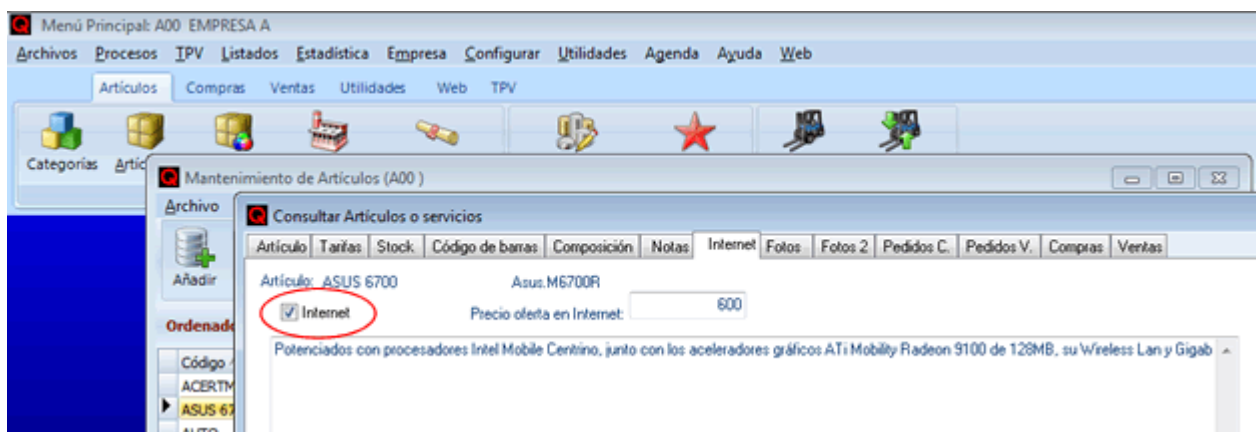 Menú Principal: A00 EMPRESA A
Archivos Procesos TPV Listados Estadística Empresa Configurar Utilidades Agenda Ayuda Web
Artículos Compras Ventas Utilidades Web TPV
Categorías
Mantenimiento de Artículos (A00 )
Archivo
Consultar Artículos o servicios
Artículo Tarifas Stock Código de barras Composición Notas Internet Fotos Fotos 2 Pedidos C. Pedidos V. Compras Ventas
Añadir
Artículo: ASUS 6700 Asus.M6700R
Internet Precio oferta en Internet: 600
Potenciados con procesadores Intel Mobile Centrino, junto con los aceleradores gráficos ATi Mobility Radeon 9100 de 128MB, su Wireless Lan y Gigab
Código
ASUS 67